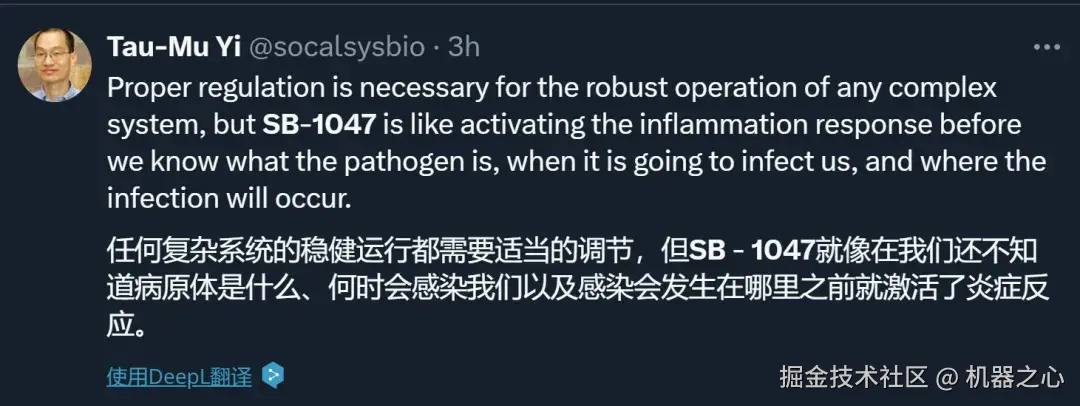 Tau-Mu Yi @socalsysbio · 3h
Proper regulation is necessary for the robust operation of any complex
system, but SB-1047 is like activating the inflammation response before
we know what the pathogen is, when it is going to infect us, and where the
infection will occur.
任何复杂系统的稳健运行都需要适当的调节，但SB - 1047就像在我们还不知
道病原体是什么、何时会感染我们以及感染会发生在哪里之前就激活了炎症反
应。
使用DeepL翻译
掘金技术社区 @ 机器之心